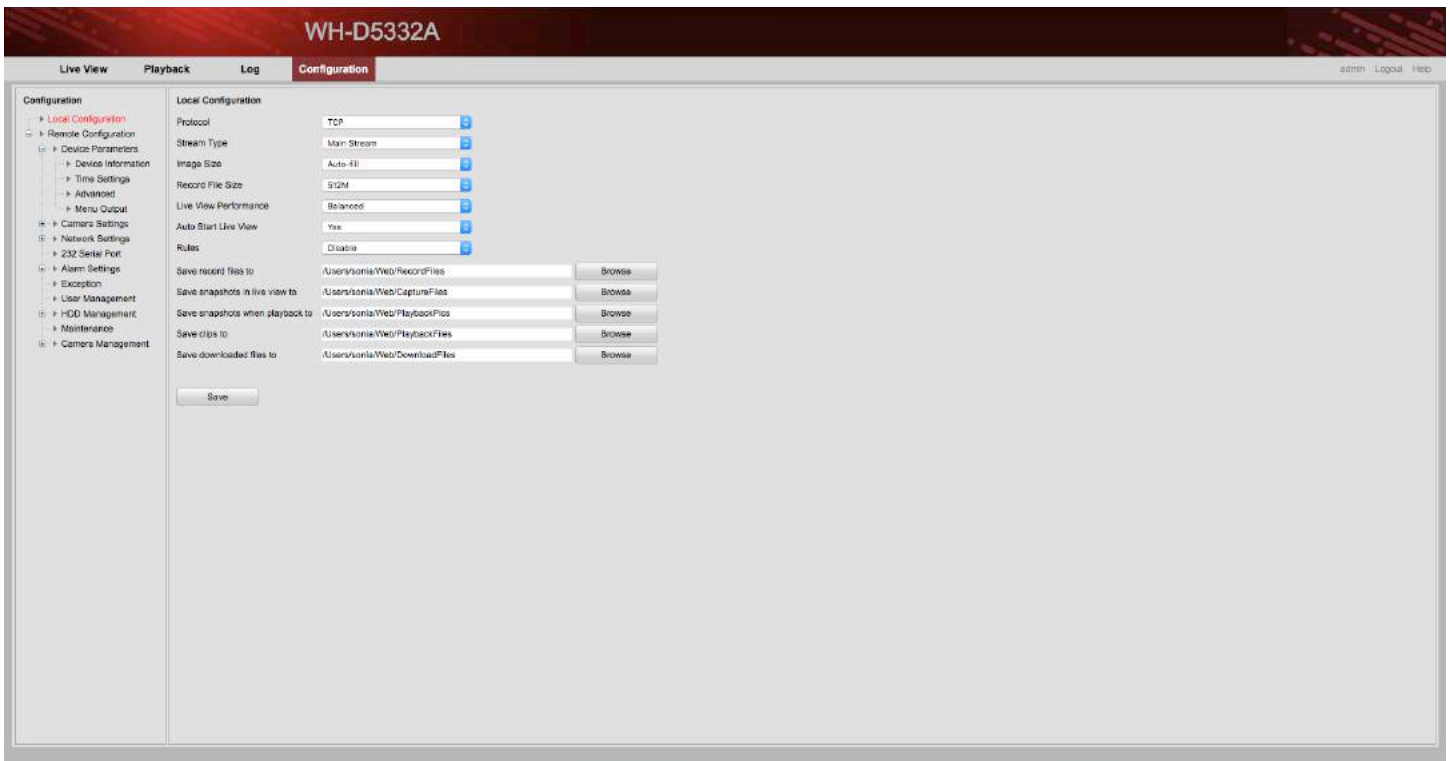 WH-D5332A
Live View Playback Log Configuration
admin Logout Help
Configuration
Local Configuration
Remote Configuration
Device Parameters
Device Information
Time Settings
Advanced
Menu Output
Camera Settings
Network Settings
232 Serial Port
Alarm Settings
Exception
User Management
HDD Management
Maintenance
Camera Management
Local Configuration
Protocol TCP
Stream Type Main Stream
Image Size Auto-fill
Record File Size 512M
Live View Performance Balanced
Auto Start Live View Yes
Rules Disable
Save record files to /Users/sonia/Web/RecordFiles Browse
Save snapshots in live view to /Users/sonia/Web/CaptureFiles Browse
Save snapshots when playback to /Users/sonia/Web/PlaybackPics Browse
Save clips to /Users/sonia/Web/PlaybackFiles Browse
Save downloaded files to /Users/sonia/Web/DownloadFiles Browse
Save